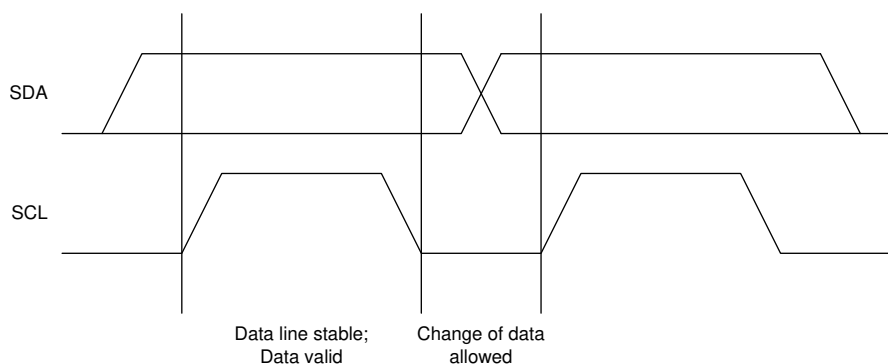 SDA
SCL
Data line stable;
Data valid
Change of data
allowed